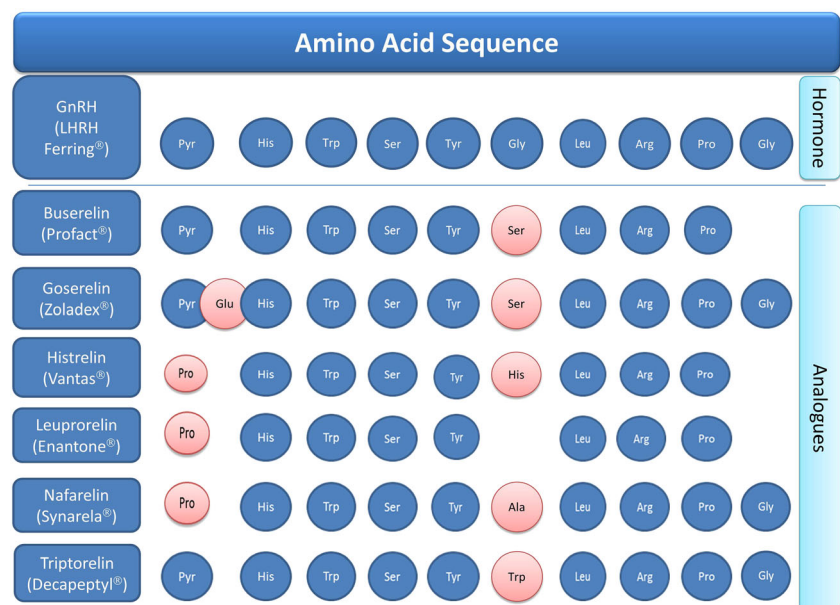 Amino Acid Sequence
GnRH
(LHRH
Ferring®)
Pyr His Trp Ser Tyr Gly Leu Arg Pro Gly
Hormone
Buserelin
(Profact®)
Pyr His Trp Ser Tyr Ser Leu Arg Pro
Goserelin
(Zoladex®)
Pyr Glu His Trp Ser Tyr Ser Leu Arg Pro Gly
Histrelin
(Vantas®)
Pro His Trp Ser Tyr His Leu Arg Pro
Leuprorelin
(Enantone®)
Pro His Trp Ser Tyr Leu Arg Pro
Nafarelin
(Synarela®)
Pro His Trp Ser Tyr Ala Leu Arg Pro Gly
Triptorelin
(Decapeptyl®)
Pyr His Trp Ser Tyr Trp Leu Arg Pro Gly
Analogues